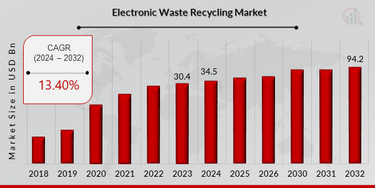 Electronic Waste Recycling Market
CAGR
(2024 – 2032)
13.40%
Market Size in USD Bn
30.4
34.5
94.2
2018 2019 2020 2021 2022 2023 2024 2025 2026 2030 2031 2032